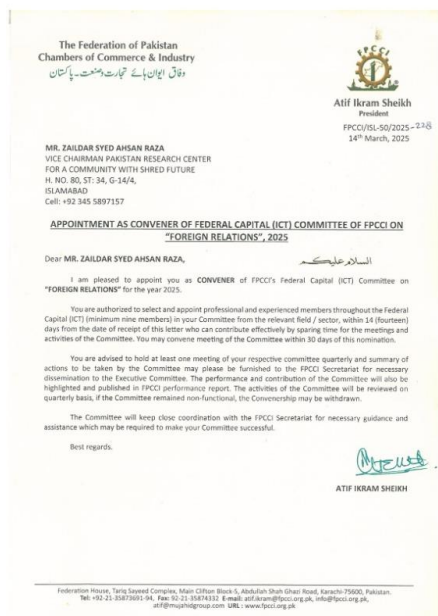 The Federation of Pakistan
Chambers of Commerce & Industry
وفاق ایوان ہائے تجارت و صنعت ۔ پاکستان
FPCCI
Atif Ikram Sheikh
President
FPCCI/ISL-50/2025-228
14th March, 2025
MR. ZAILDAR SYED AHSAN RAZA
VICE CHAIRMAN PAKISTAN RESEARCH CENTER
FOR A COMMUNITY WITH SHRED FUTURE
H. NO. 80, ST: 34, G-14/4,
ISLAMABAD
Cell: +92 345 5897157
APPOINTMENT AS CONVENER OF FEDERAL CAPITAL (ICT) COMMITTEE OF FPCCI ON
"FOREIGN RELATIONS", 2025
Dear MR. ZAILDAR SYED AHSAN RAZA, السلام علیکم
I am pleased to appoint you as CONVENER of FPCCI's Federal Capital (ICT) Committee on
"FOREIGN RELATIONS" for the year 2025.
You are authorized to select and appoint professional and experienced members throughout the Federal
Capital (ICT) (minimum nine members) in your Committee from the relevant field / sector, within 14 (fourteen)
days from the date of receipt of this letter who can contribute effectively by sparing time for the meetings and
activities of the Committee. You may convene meeting of the Committee within 30 days of this nomination.
You are advised to hold at least one meeting of your respective committee quarterly and summary of
actions to be taken by the Committee may please be furnished to the FPCCI Secretariat for necessary
dissemination to the Executive Committee. The performance and contribution of the Committee will also be
highlighted and published in FPCCI performance report. The activities of the Committee will be reviewed on
quarterly basis, if the Committee remained non-functional, the Convenership may be withdrawn.
The Committee will keep close coordination with the FPCCI Secretariat for necessary guidance and
assistance which may be required to make your Committee successful.
Best regards.
ATIF IKRAM SHEIKH
Federation House, Tariq Sayeed Complex, Main Clifton Block-5, Abdullah Shah Ghazi Road, Karachi-75600, Pakistan.
Tel: +92-21-35873691-94, Fax: 92-21-35874332 E-mail: atif.ikram@fpcci.org.pk, info@fpcci.org.pk,
atif@mujahidgroup.com URL : www.fpcci.org.pk